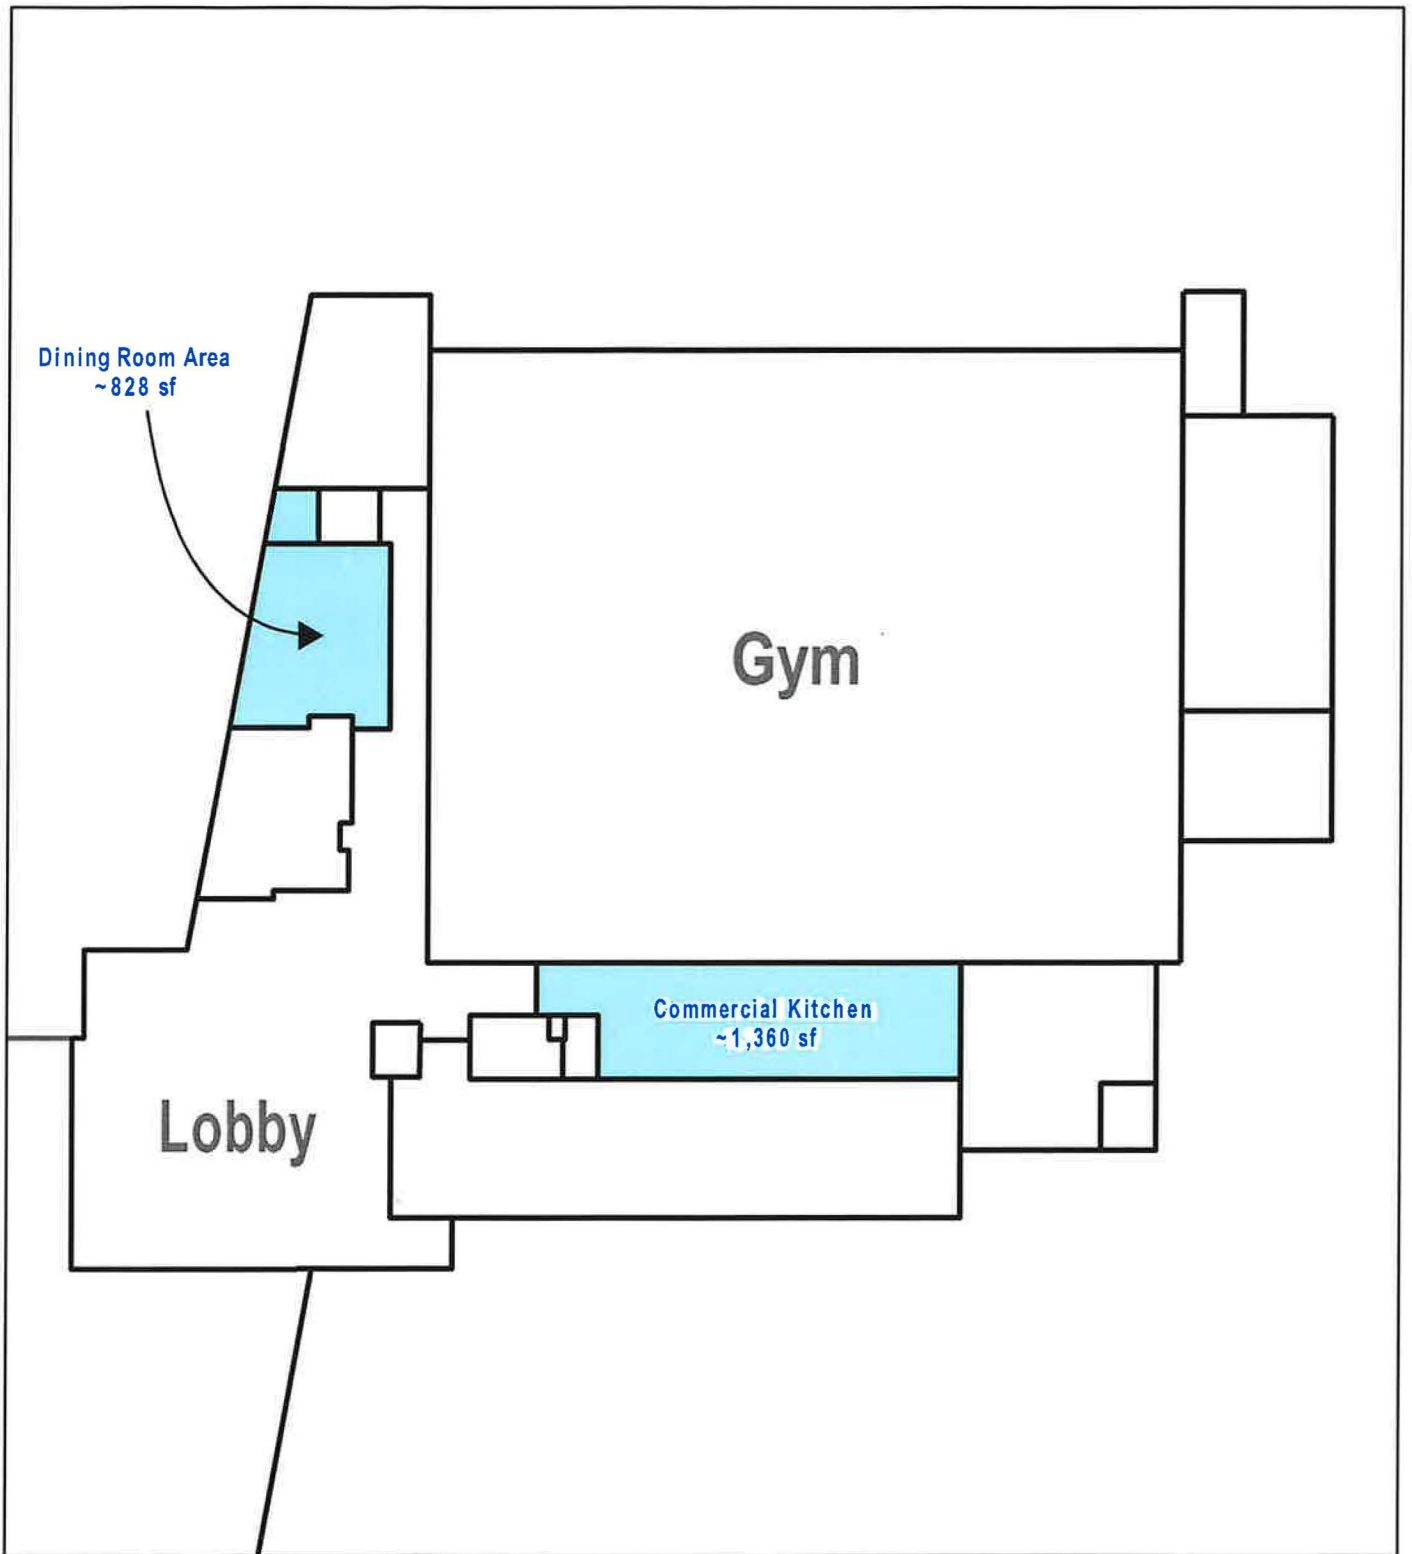 Dining Room Area
~828 sf
Gym
Commercial Kitchen
~1,360 sf
Lobby